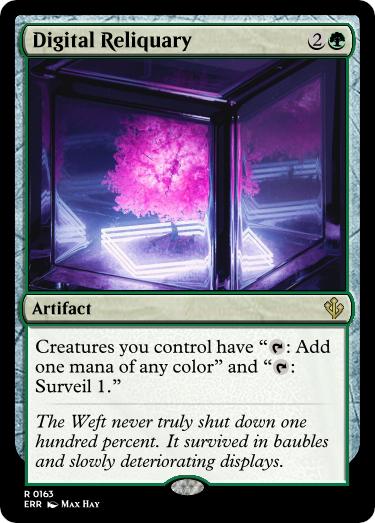 Digital Reliquary 2
Artifact
Creatures you control have “: Add
one mana of any color” and “:
Surveil 1.”
The Weft never truly shut down one
hundred percent. It survived in baubles
and slowly deteriorating displays.
R 0163
ERR Max Hay